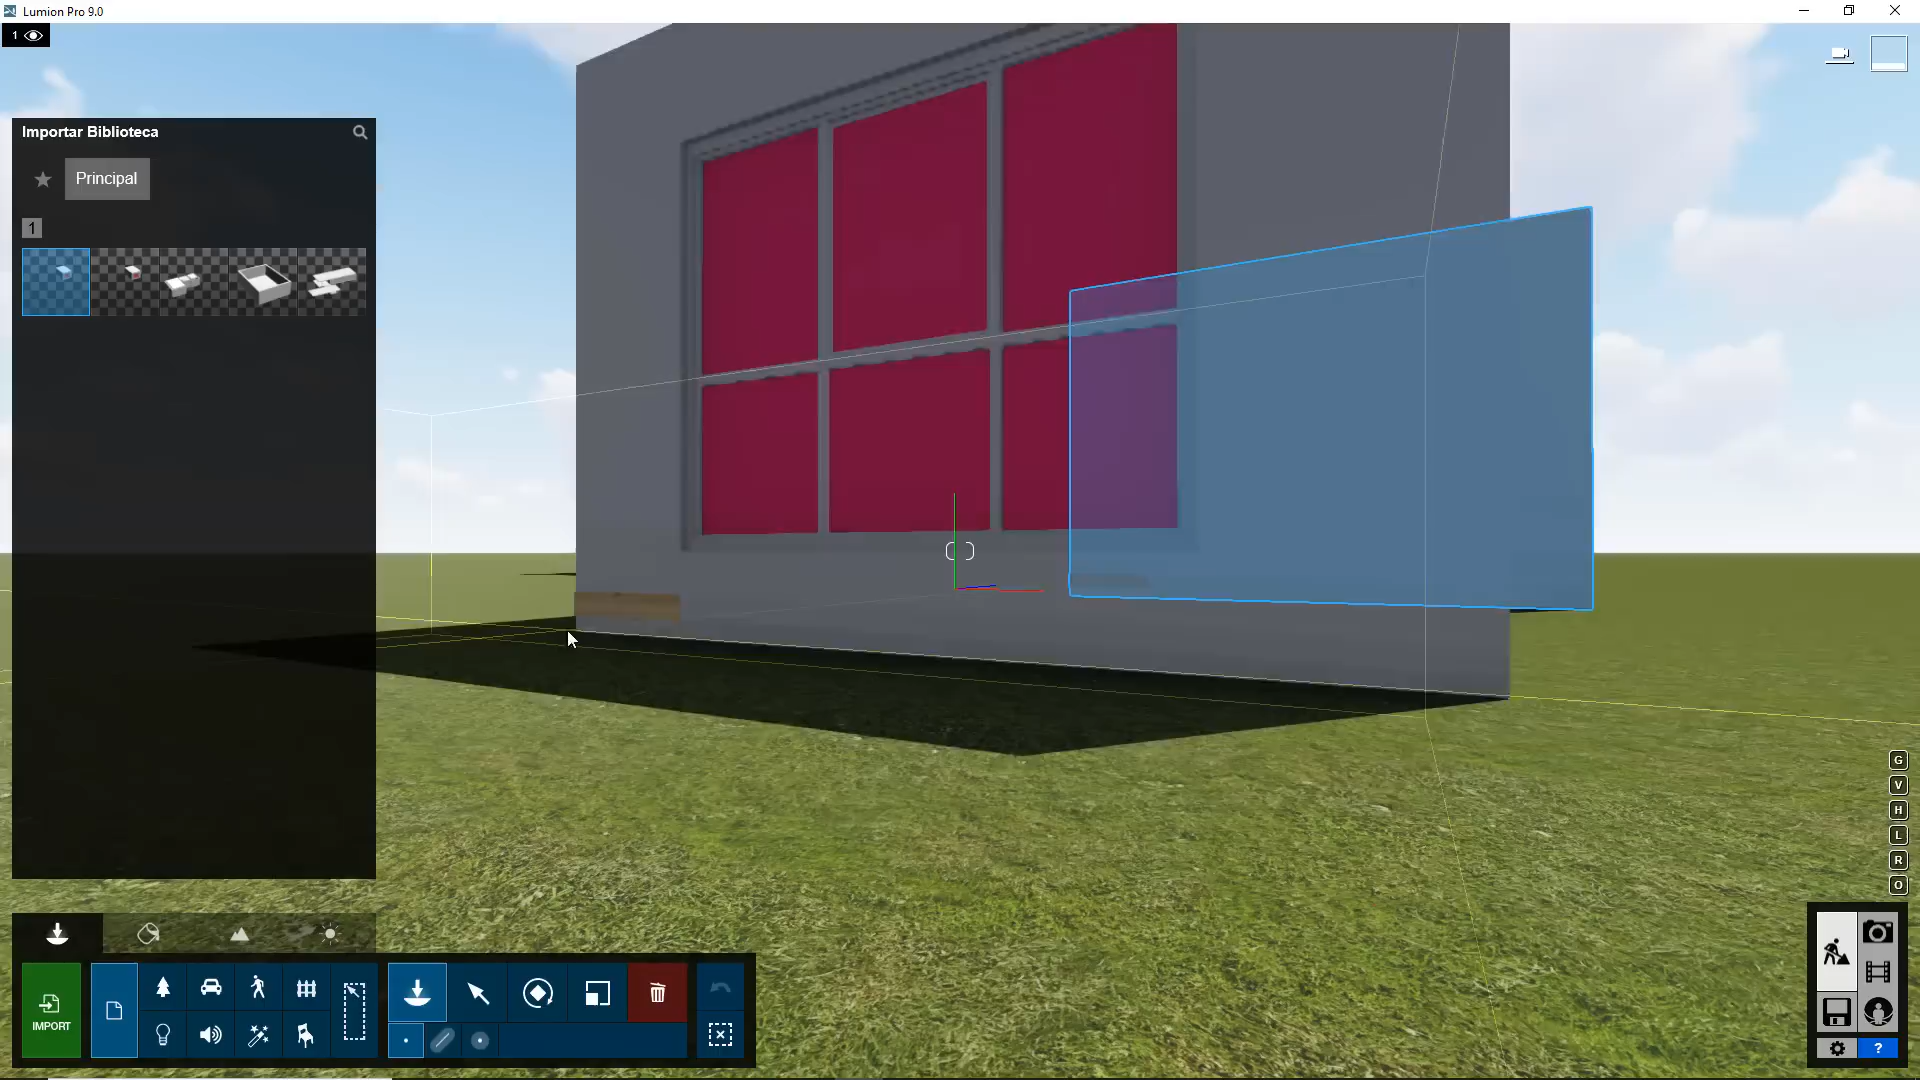 Lumion Pro 9.0
1
Importar Biblioteca
Principal
1
G
V
H
L
R
O
IMPORT
?